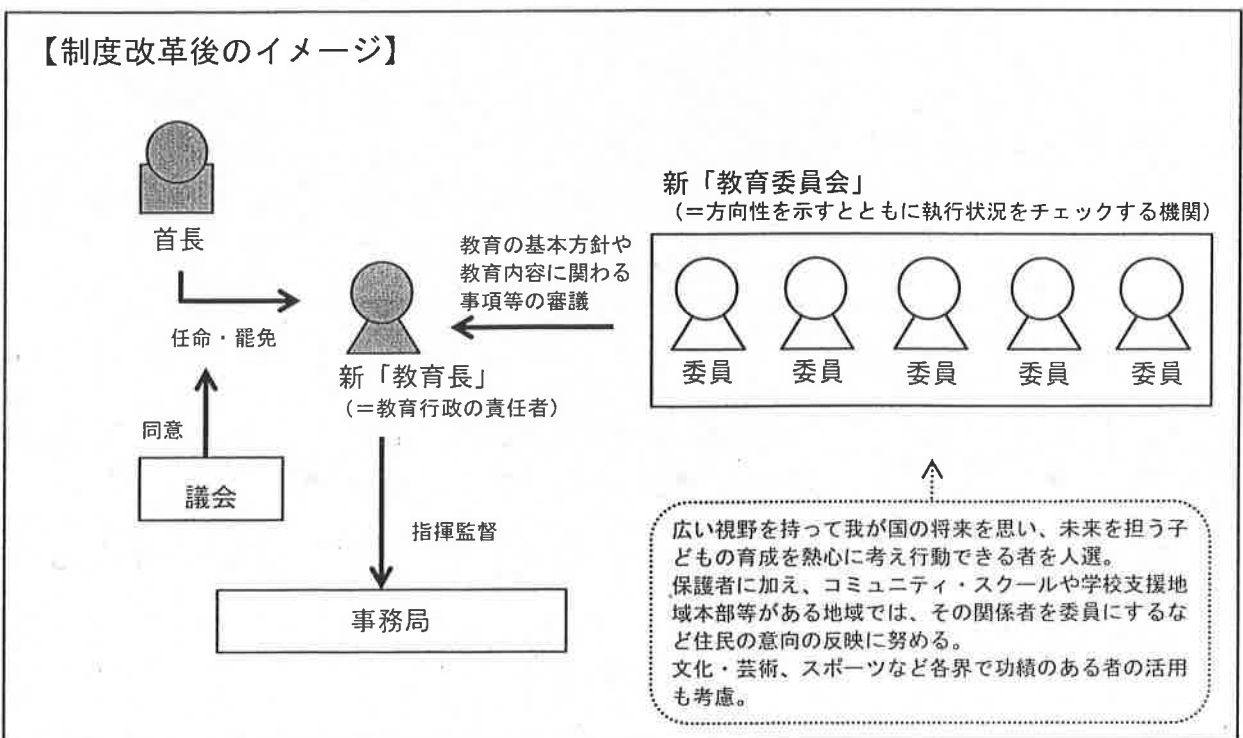 【制度改革後のイメージ】
首長
任命・罷免
同意
議会
新「教育長」
(=教育行政の責任者)
指揮監督
事務局
教育の基本方針や
教育内容に関わる
事項等の審議
新「教育委員会」
(=方向性を示すとともに執行状況をチェックする機関)
委員
委員
委員
委員
委員
広い視野を持って我が国の将来を思い、未来を担う子
どもの育成を熱心に考え行動できる者を人選。
保護者に加え、コミュニティ・スクールや学校支援地
域本部等がある地域では、その関係者を委員にするな
ど住民の意向の反映に努める。
文化・芸術、スポーツなど各界で功績のある者の活用
も考慮。